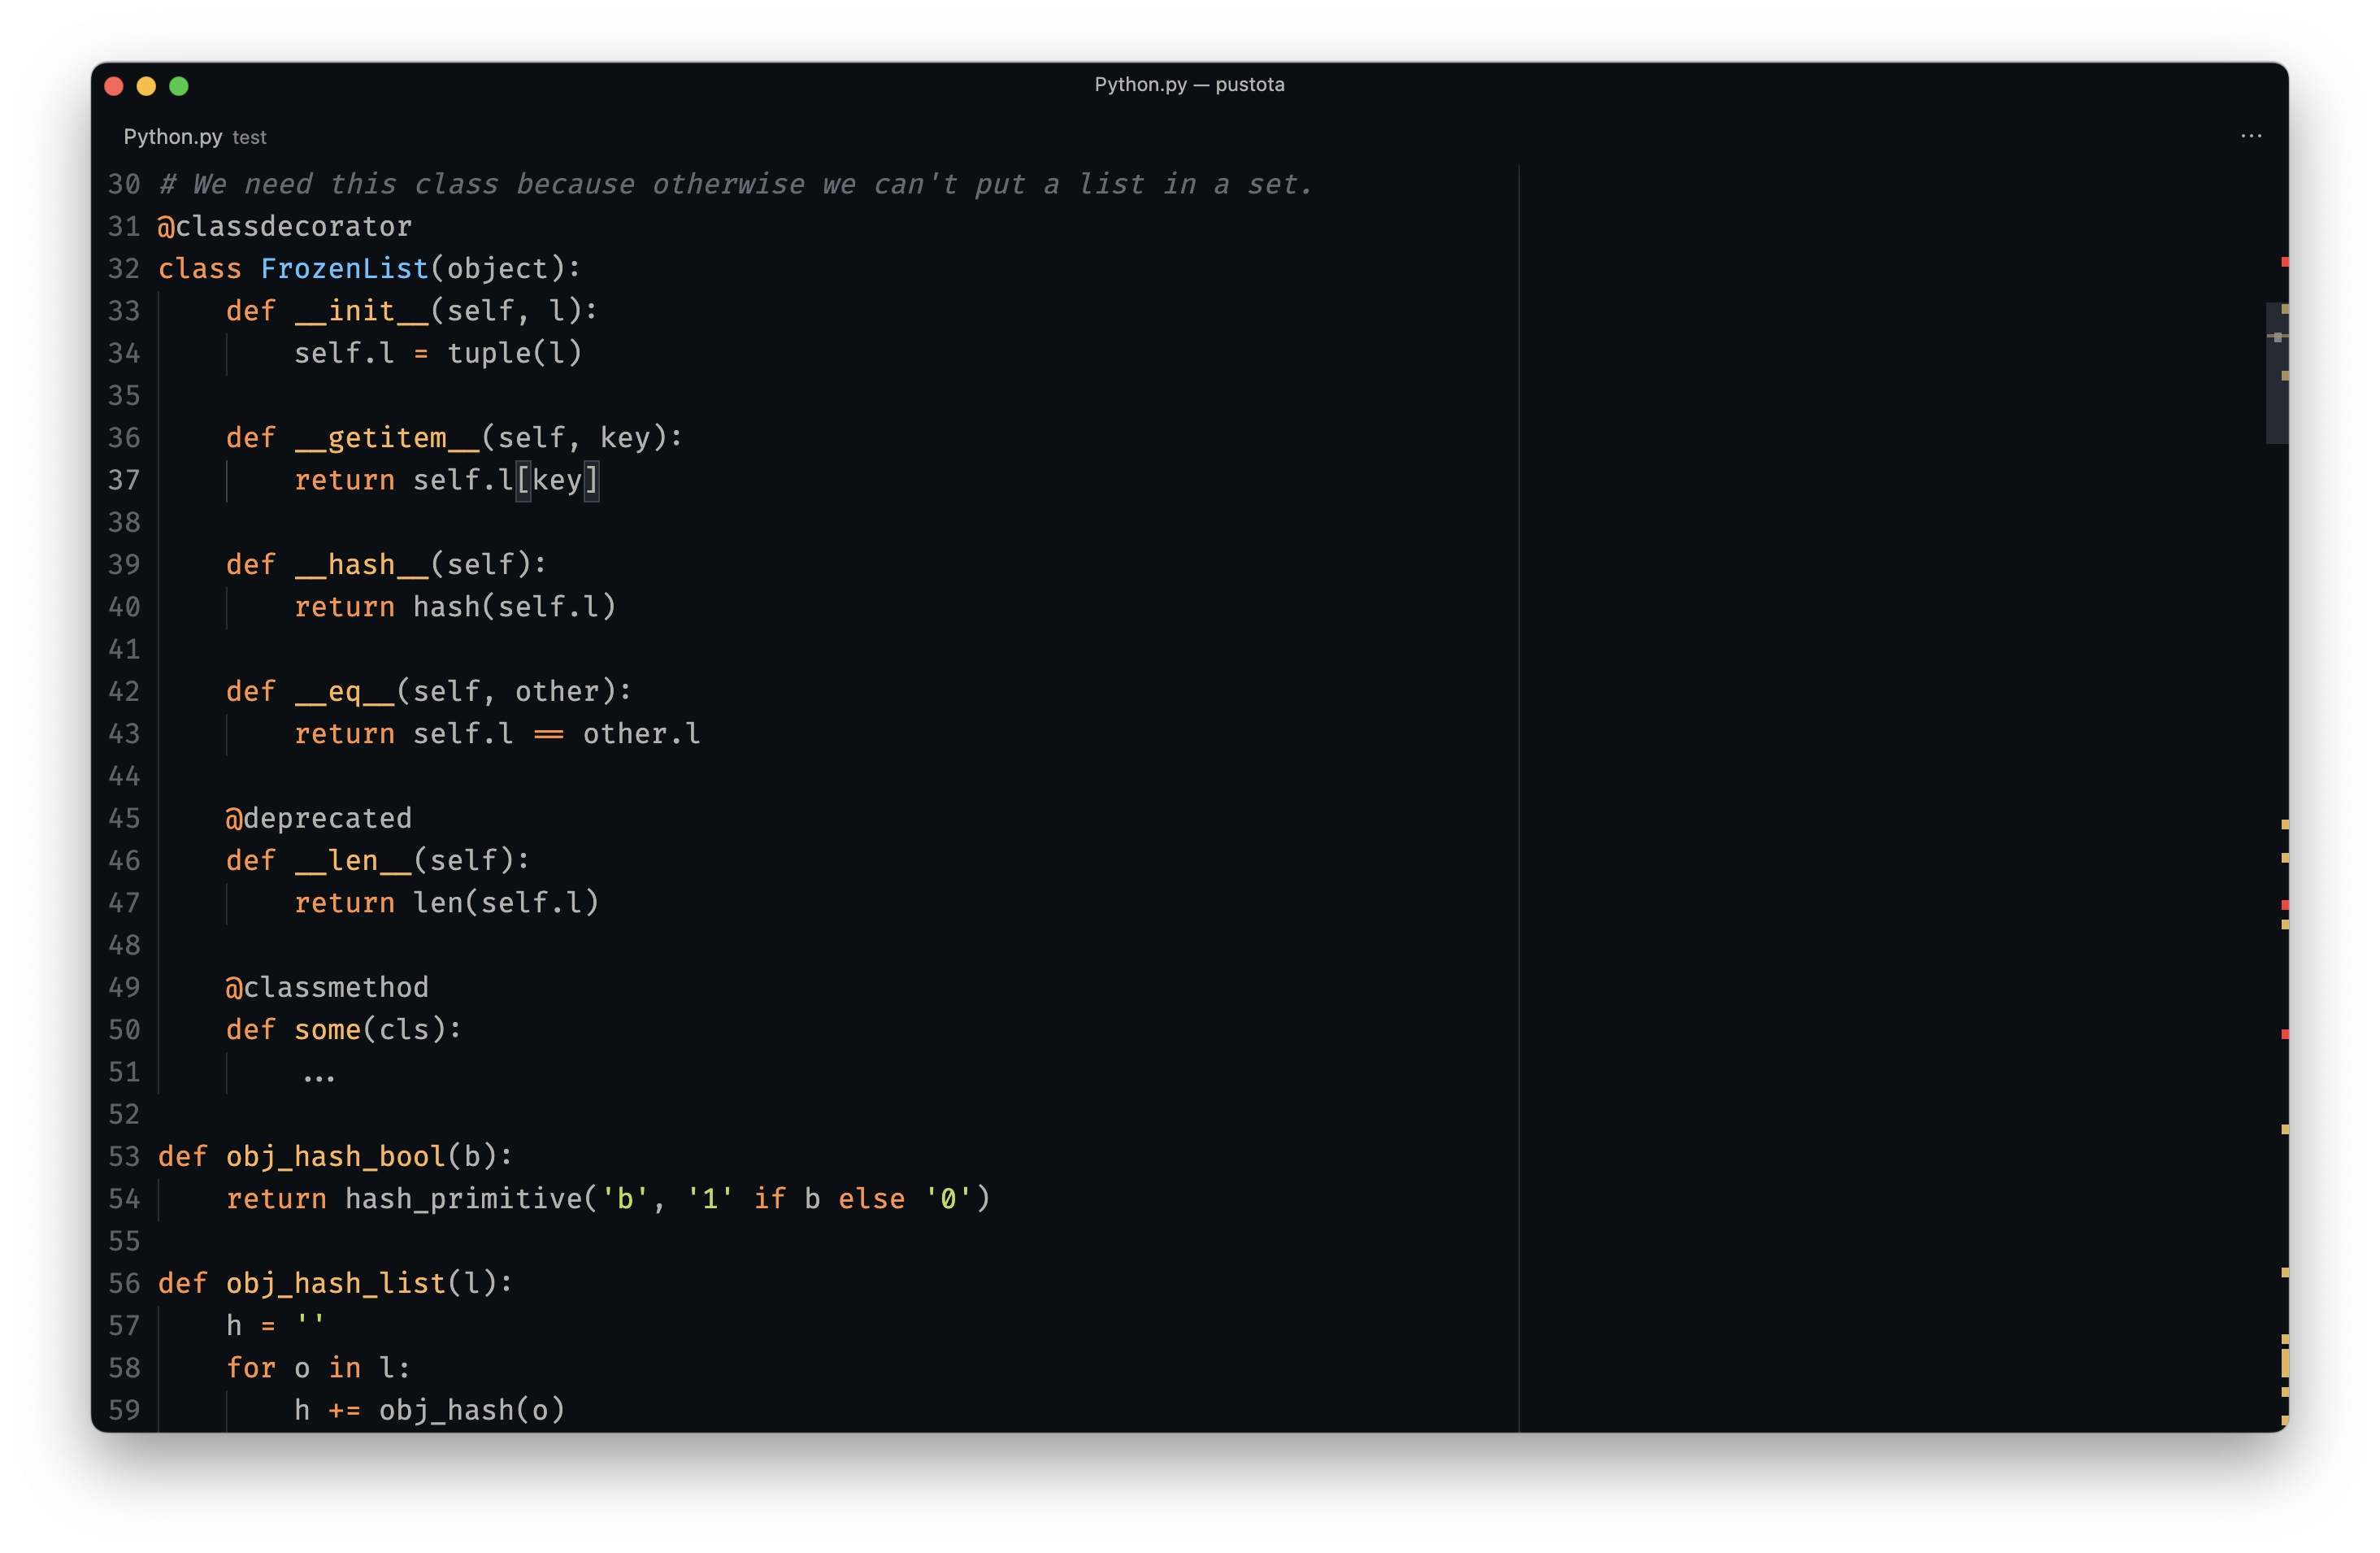 Python.py — pustota
Python.py test ...
30 # We need this class because otherwise we can't put a list in a set.
31 @classdecorator
32 class FrozenList(object):
33     def __init__(self, l):
34         self.l = tuple(l)
35
36     def __getitem__(self, key):
37         return self.l[key]
38
39     def __hash__(self):
40         return hash(self.l)
41
42     def __eq__(self, other):
43         return self.l == other.l
44
45     @deprecated
46     def __len__(self):
47         return len(self.l)
48
49     @classmethod
50     def some(cls):
51         ...
52
53 def obj_hash_bool(b):
54     return hash_primitive('b', '1' if b else '0')
55
56 def obj_hash_list(l):
57     h = ''
58     for o in l:
59         h += obj_hash(o)